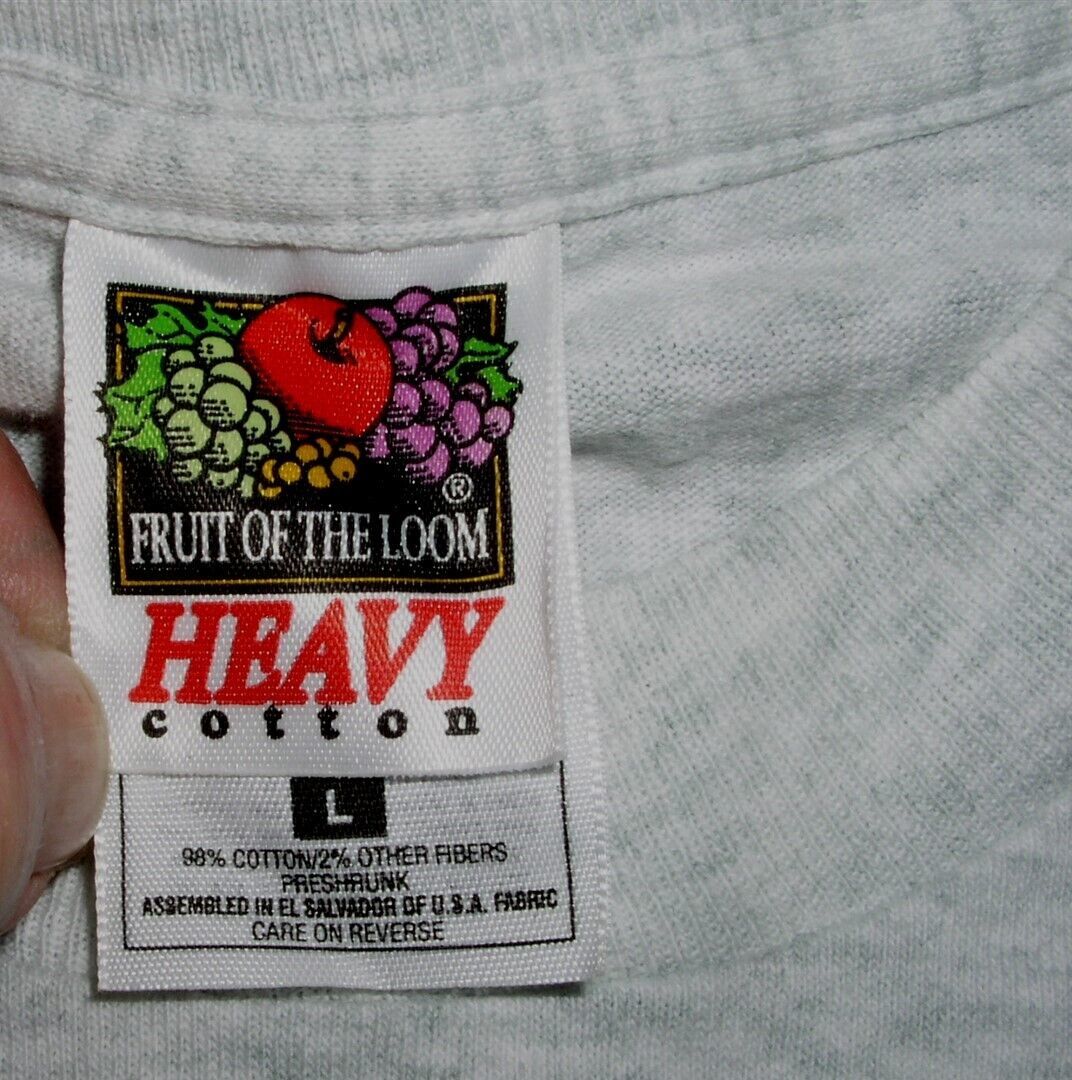 ®
FRUIT OF THE LOOM
HEAVY
cotton
L
98% COTTON/2% OTHER FIBERS
PRESHRUNK
ASSEMBLED IN EL SALVADOR OF U.S.A. FABRIC
CARE ON REVERSE